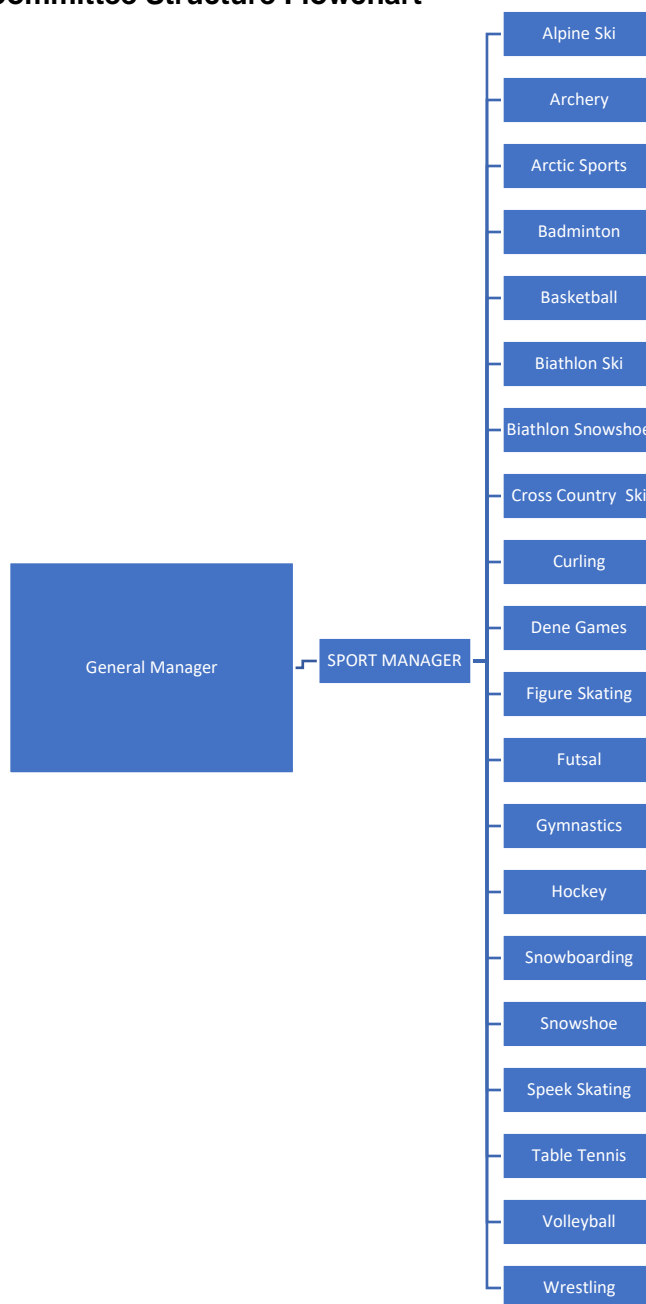 Committee Structure Flowchart
Alpine Ski
Archery
Arctic Sports
Badminton
Basketball
Biathlon Ski
Biathlon Snowshoe
Cross Country Ski
Curling
General Manager
SPORT MANAGER
Dene Games
Figure Skating
Futsal
Gymnastics
Hockey
Snowboarding
Snowshoe
Speek Skating
Table Tennis
Volleyball
Wrestling